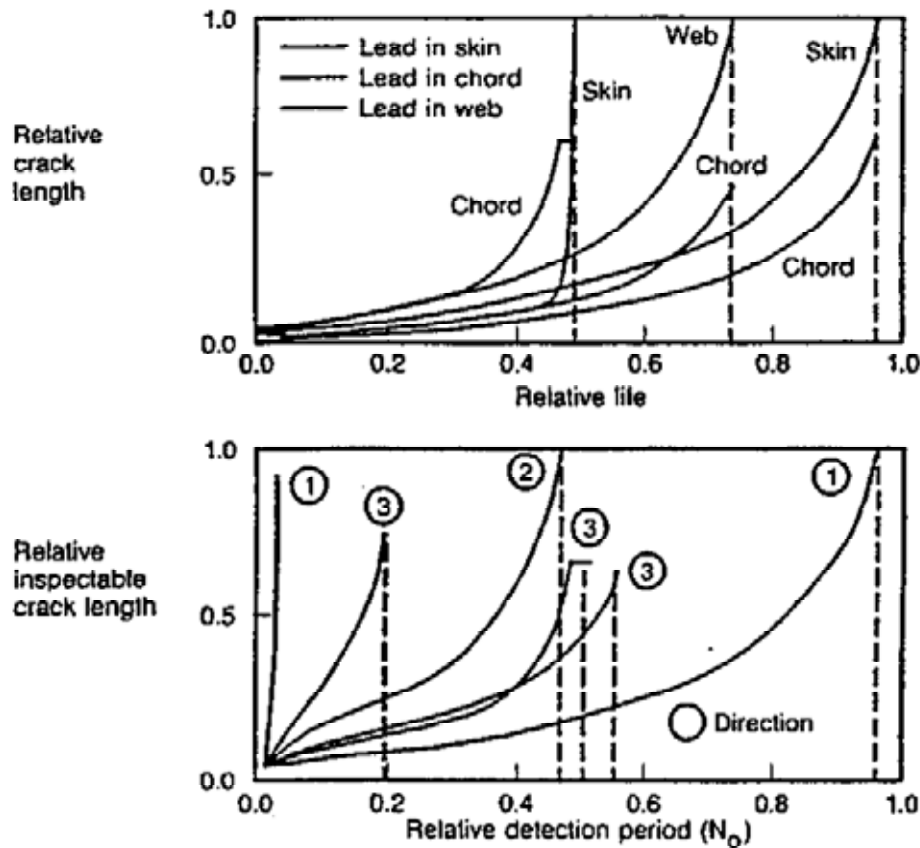 1.0
Lead in skin
Lead in chord
Lead in web
Web
Skin
Skin
Relative
crack
length
0.5
Chord
Chord
Chord
0.0
0.0 0.2 0.4 0.6 0.8 1.0
Relative life
1.0
1
3
2
3
3
1
Relative
inspectable
crack length
0.5
Direction
0.0
0.0 0.2 0.4 0.6 0.8 1.0
Relative detection period (No)